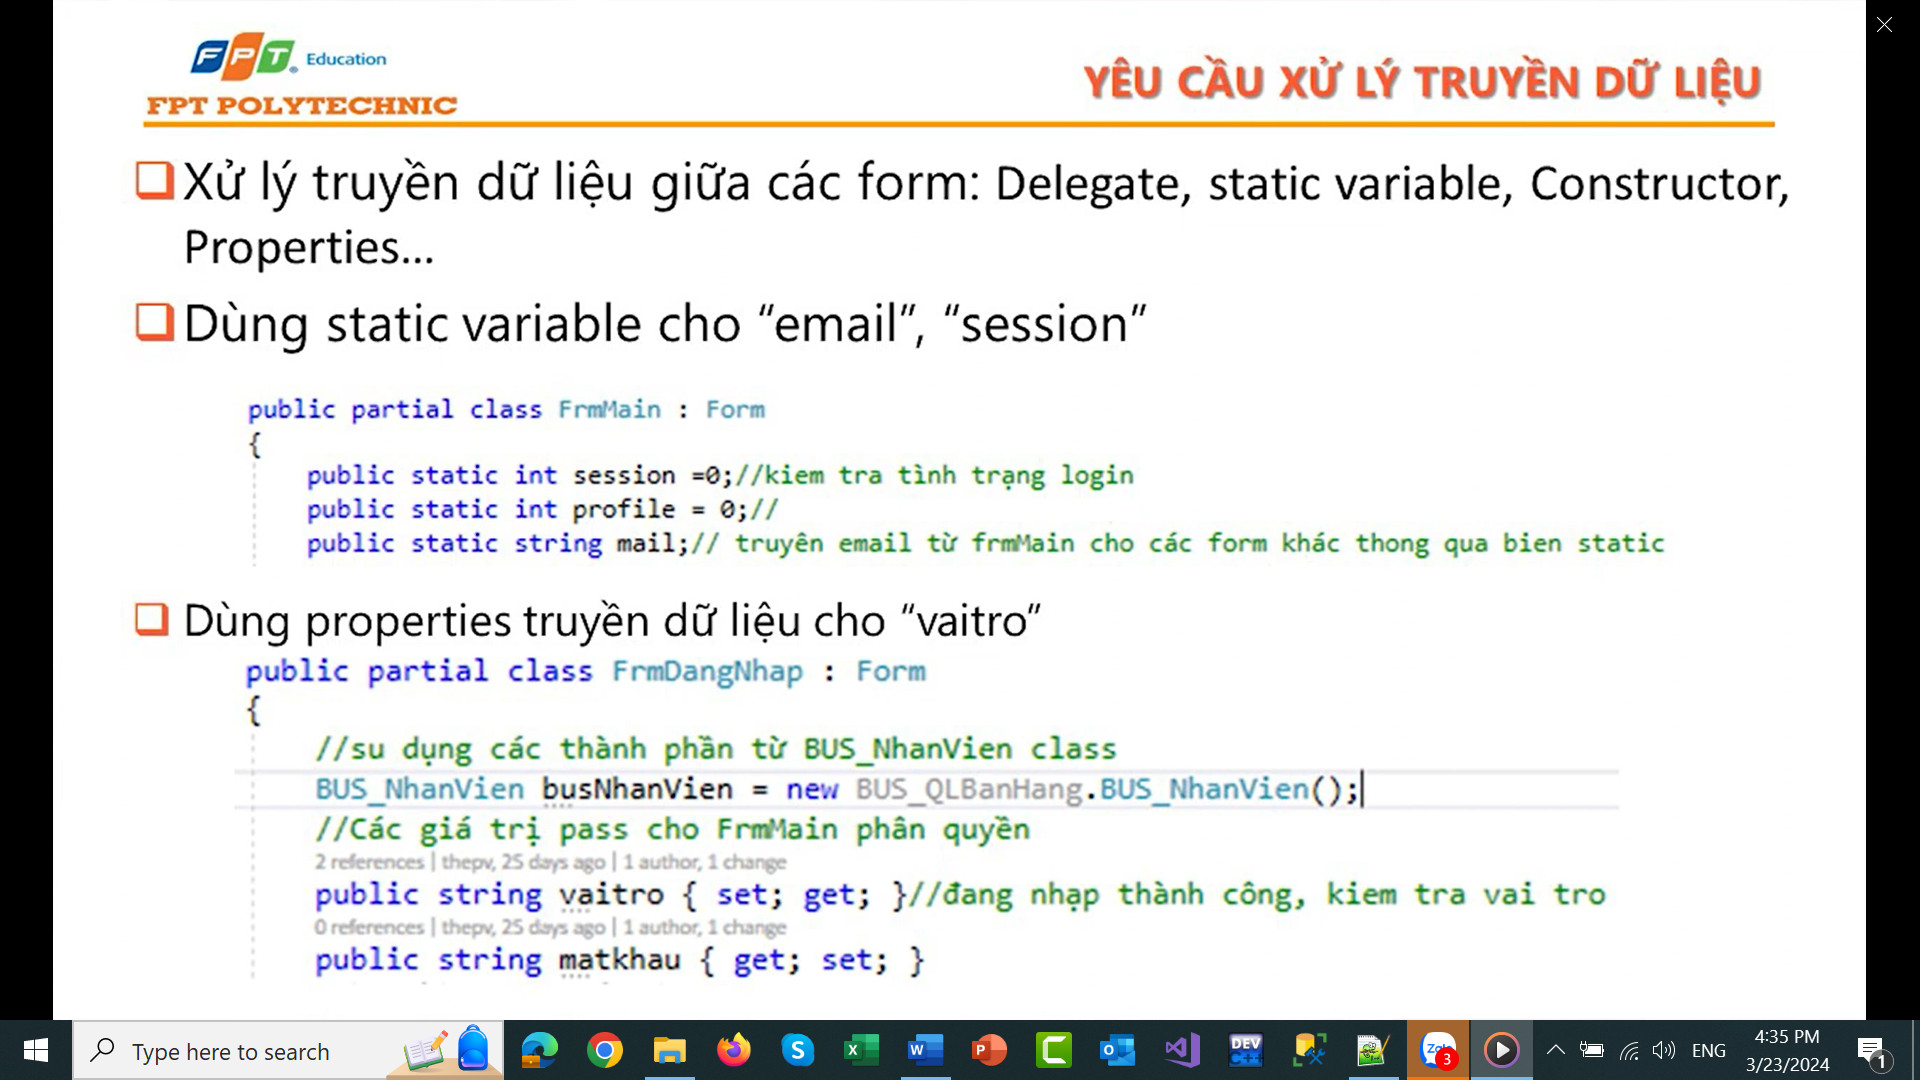 FPT. Education
FPT POLYTECHNIC
YÊU CẦU XỬ LÝ TRUYỀN DỮ LIỆU
Xử lý truyền dữ liệu giữa các form: Delegate, static variable, Constructor,
Properties...
Dùng static variable cho “email”, “session”
public partial class FrmMain : Form
{
public static int session =0;//kiem tra tình trạng login
public static int profile = 0;//
public static string mail;// truyên email từ frmMain cho các form khác thong qua bien static
Dùng properties truyền dữ liệu cho “vaitro”
public partial class FrmDangNhap : Form
{
//su dụng các thành phần từ BUS_NhanVien class
BUS_NhanVien busNhanVien = new BUS_QLBanHang.BUS_NhanVien();
//Các giá trị pass cho FrmMain phân quyền
2 references | thepv, 25 days ago | 1 author, 1 change
public string vaitro { set; get; }//đang nhạp thành công, kiem tra vai tro
0 references | thepv, 25 days ago | 1 author, 1 change
public string matkhau { get; set; }
Type here to search
ENG
4:35 PM
3/23/2024
S
X
W
P
C
O
DEV
C++
Zalo
3
1